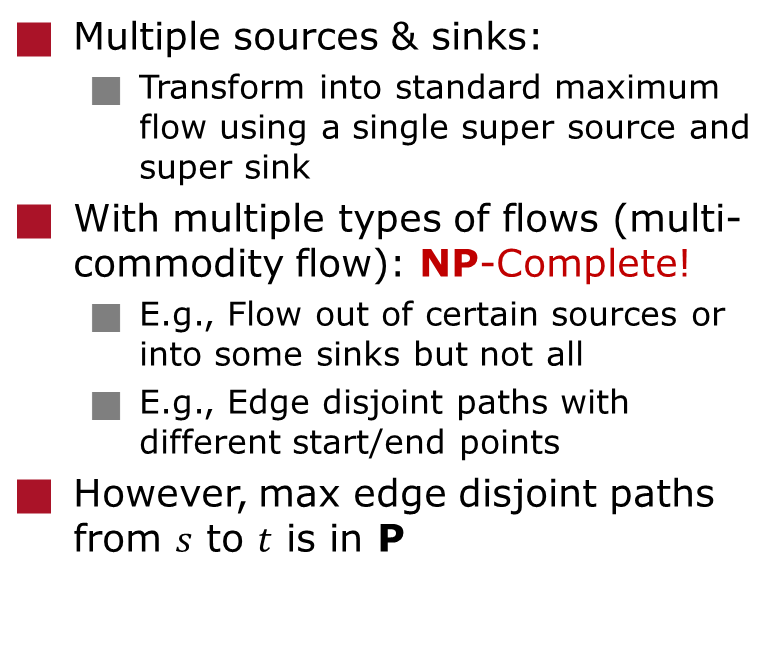 Multiple sources & sinks:
Transform into standard maximum
flow using a single super source and
super sink
With multiple types of flows (multi-
commodity flow): NP-Complete!
E.g., Flow out of certain sources or
into some sinks but not all
E.g., Edge disjoint paths with
different start/end points
However, max edge disjoint paths
from s to t is in P